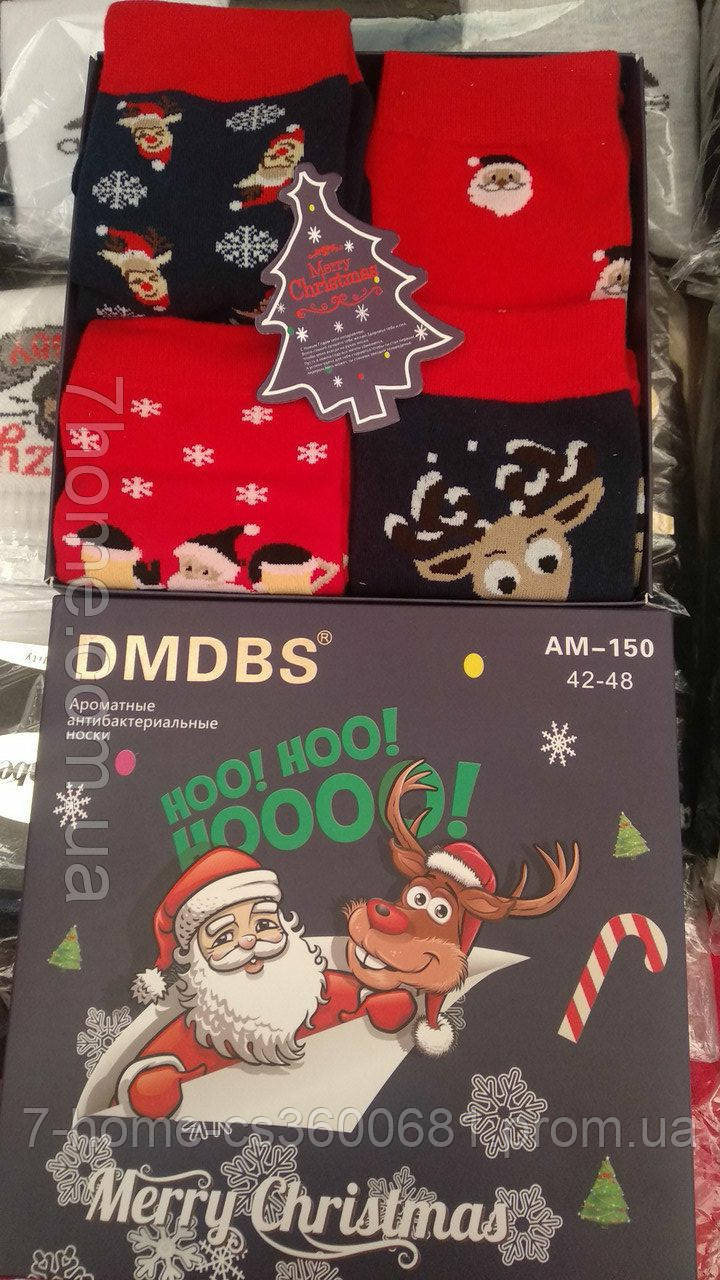 Merry
Christmas
DMDBS®
AM-150
42-48
Ароматные
антибактериальные
носки
HOO! HOO!
HOOOO!
Merry Christmas
7home.com.ua
7-home-cs3600681.prom.ua